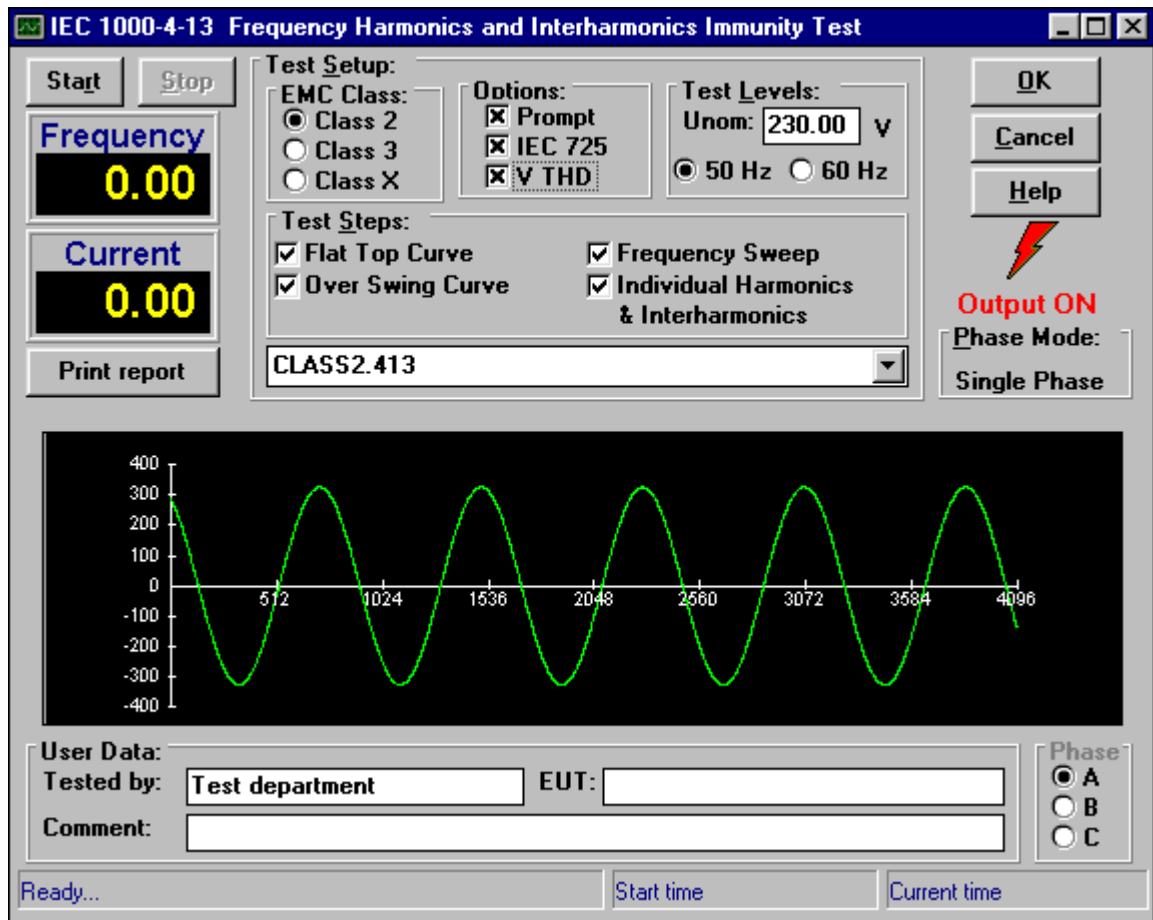 IEC 1000-4-13 Frequency Harmonics and Interharmonics Immunity Test
Start
Stop
Frequency
0.00
Current
0.00
Print report
Test Setup:
EMC Class:
Class 2
Class 3
Class X
Options:
Prompt
IEC 725
V THD
Test Levels:
Unom: 230.00 V
50 Hz 60 Hz
Test Steps:
Flat Top Curve
Over Swing Curve
Frequency Sweep
Individual Harmonics
& Interharmonics
CLASS2.413
OK
Cancel
Help
Output ON
Phase Mode:
Single Phase
400
300
200
100
0
-100
-200
-300
-400
512 1024 1536 2048 2560 3072 3584 4096
User Data:
Tested by: Test department EUT:
Comment:
Phase
A
B
C
Ready...
Start time
Current time